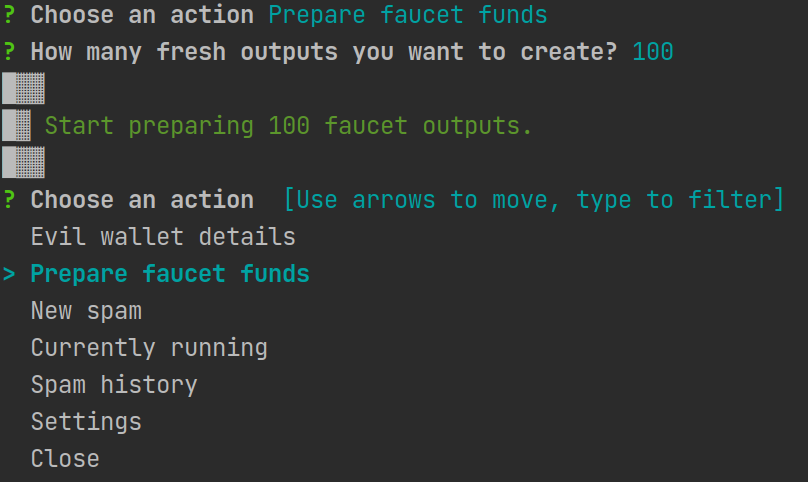 ? Choose an action Prepare faucet funds
? How many fresh outputs you want to create? 100
█▓▓
█▓ Start preparing 100 faucet outputs.
█▓▓
? Choose an action  [Use arrows to move, type to filter]
  Evil wallet details
> Prepare faucet funds
  New spam
  Currently running
  Spam history
  Settings
  Close